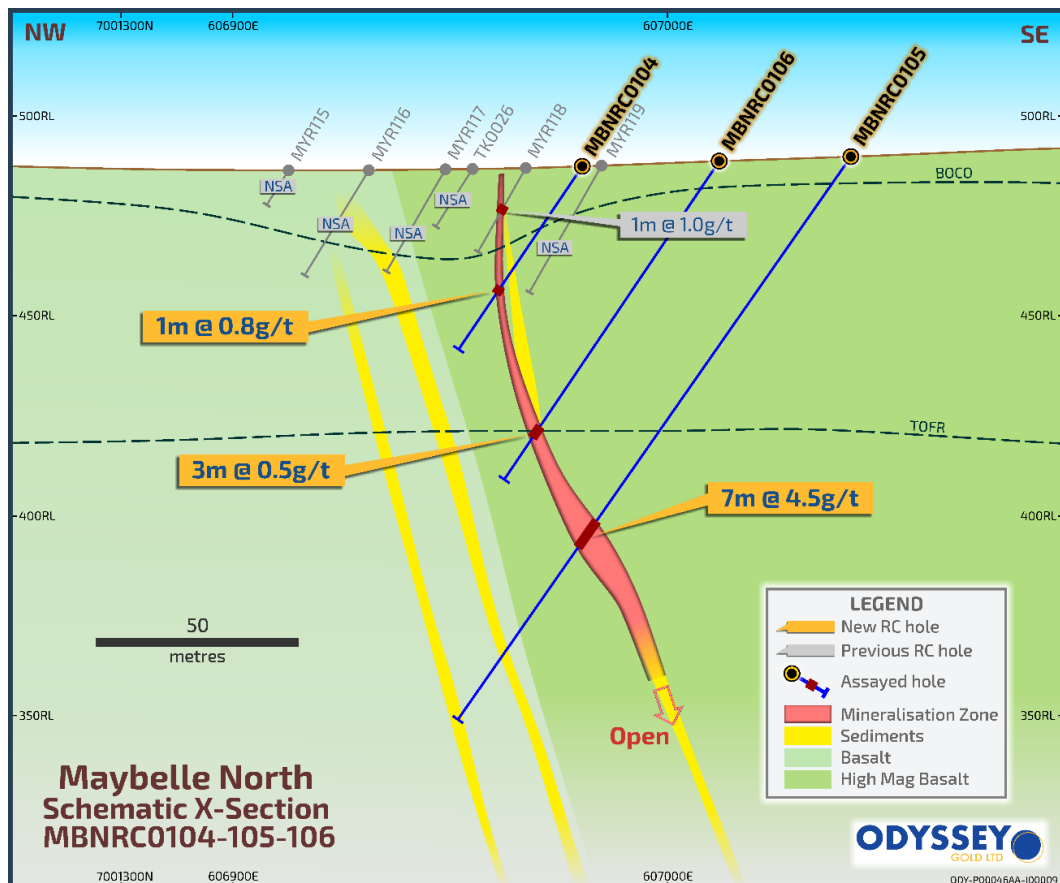 NW
7001300N
606900E
607000E
SE
500RL
500RL
MYR115
MYR116
MYR117
TK0026
MYR118
MBNRC0104
MYR119
MBNRC0106
MBNRC0105
BOCO
NSA
NSA
NSA
NSA
NSA
1m @ 1.0g/t
450RL
450RL
1m @ 0.8g/t
TOFR
3m @ 0.5g/t
7m @ 4.5g/t
400RL
400RL
50
metres
350RL
350RL
Open
LEGEND
New RC hole
Previous RC hole
Assayed hole
Mineralisation Zone
Sediments
Basalt
High Mag Basalt
Maybelle North
Schematic X-Section
MBNRC0104-105-106
ODYSSEY
GOLD LTD
7001300N
606900E
607000E
ODY-P00046AA-I00009